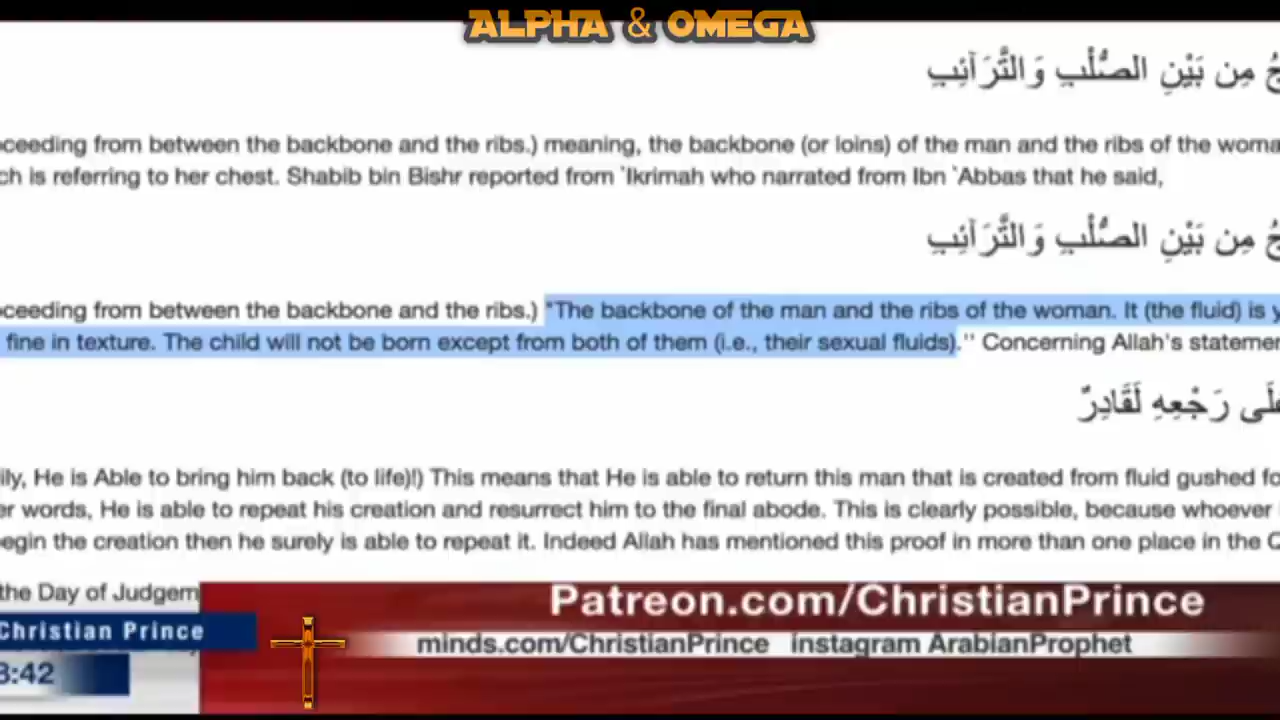 ALPHA & OMEGA
مِن بَيْنِ الصُّلْبِ وَالتَّرَآئِبِ
ceeding from between the backbone and the ribs.) meaning, the backbone (or loins) of the man and the ribs of the woma
ch is referring to her chest. Shabib bin Bishr reported from `Ikrimah who narrated from Ibn `Abbas that he said,
مِن بَيْنِ الصُّلْبِ وَالتَّرَآئِبِ
ceeding from between the backbone and the ribs.) "The backbone of the man and the ribs of the woman. It (the fluid) is y
fine in texture. The child will not be born except from both of them (i.e., their sexual fluids)." Concerning Allah's statemen
رَجْعِهِ لَقَادِرٌ
ily, He is Able to bring him back (to life)!) This means that He is able to return this man that is created from fluid gushed fo
er words, He is able to repeat his creation and resurrect him to the final abode. This is clearly possible, because whoever
egin the creation then he surely is able to repeat it. Indeed Allah has mentioned this proof in more than one place in the
the Day of Judgem
Patreon.com/ChristianPrince
Christian Prince
minds.com/ChristianPrince instagram ArabianProphet
3:42